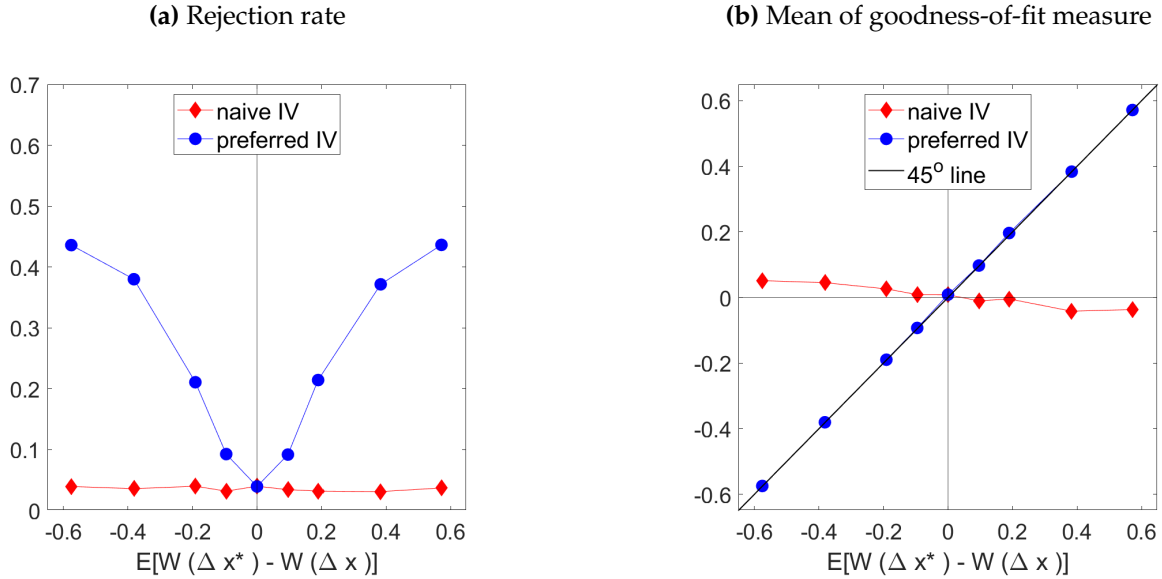 (a) Rejection rate
0.7
0.6
0.5
0.4
0.3
0.2
0.1
0
naive IV
preferred IV
-0.6 -0.4 -0.2 0 0.2 0.4 0.6
E[W (Δ x* ) - W (Δ x )]
(b) Mean of goodness-of-fit measure
0.6
0.4
0.2
0
-0.2
-0.4
-0.6
naive IV
preferred IV
45° line
-0.6 -0.4 -0.2 0 0.2 0.4 0.6
E[W (Δ x* ) - W (Δ x )]